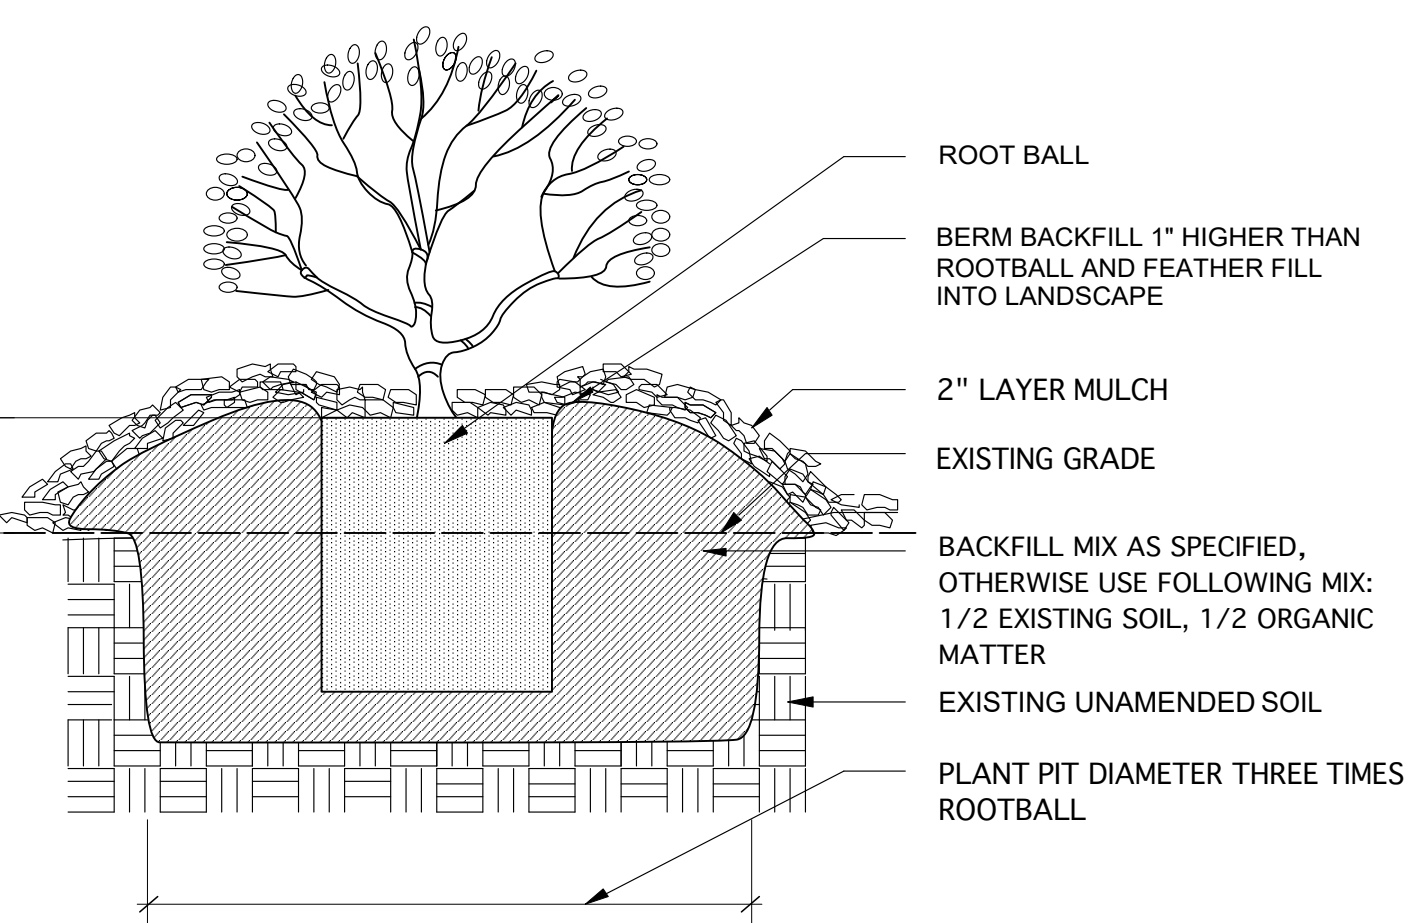 ROOT BALL
BERM BACKFILL 1" HIGHER THAN
ROOTBALL AND FEATHER FILL
INTO LANDSCAPE
2" LAYER MULCH
EXISTING GRADE
BACKFILL MIX AS SPECIFIED,
OTHERWISE USE FOLLOWING MIX:
1/2 EXISTING SOIL, 1/2 ORGANIC
MATTER
EXISTING UNAMENDED SOIL
PLANT PIT DIAMETER THREE TIMES
ROOTBALL